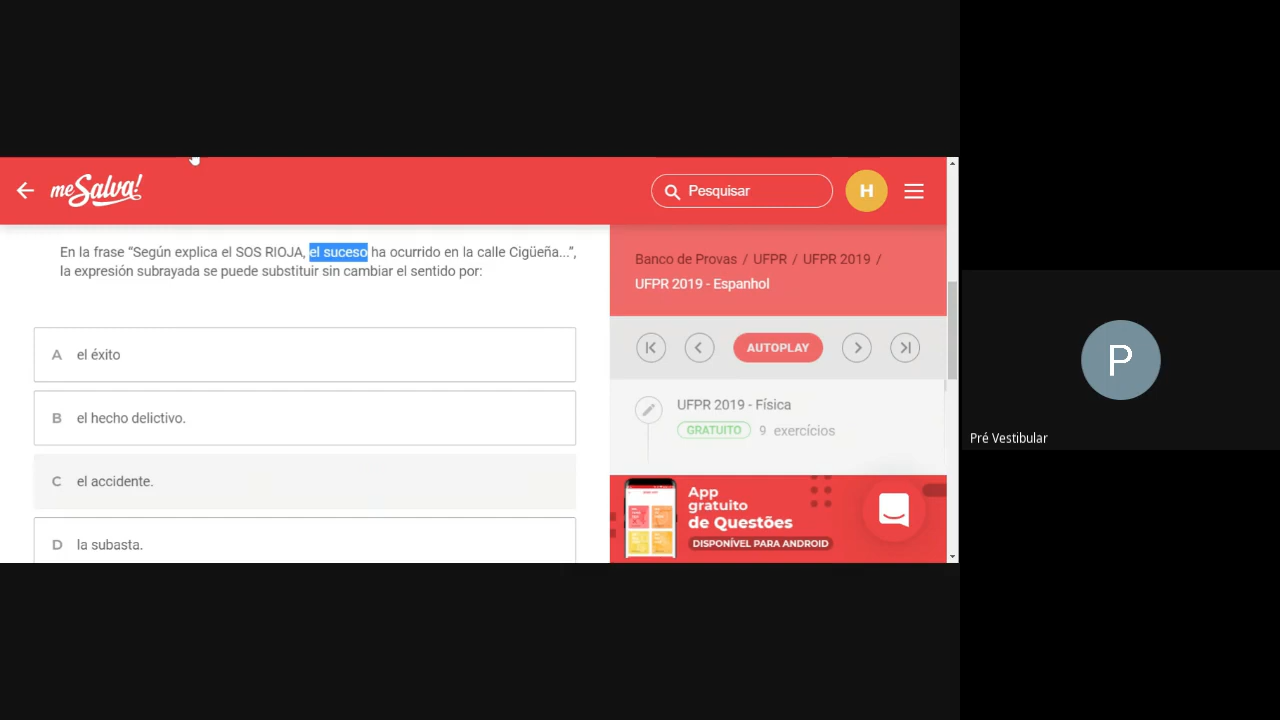 meSalva!
Pesquisar
H
En la frase “Según explica el SOS RIOJA, el suceso ha ocurrido en la calle Cigüeña...”,
la expresión subrayada se puede substituir sin cambiar el sentido por:
A el éxito
B el hecho delictivo.
C el accidente.
D la subasta.
Banco de Provas / UFPR / UFPR 2019 /
UFPR 2019 - Espanhol
AUTOPLAY
UFPR 2019 - Física
GRATUITO 9 exercícios
App
gratuito
de Questões
DISPONÍVEL PARA ANDROID
P
Pré Vestibular